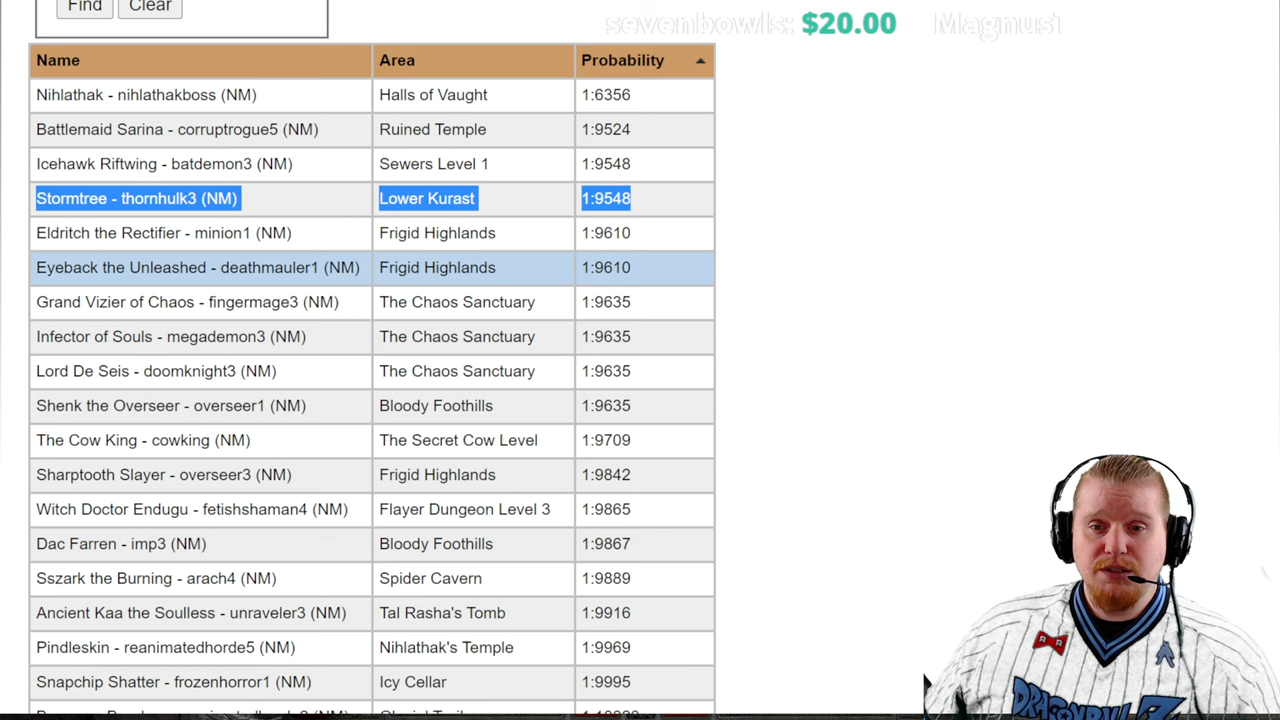 Find Clear
sevenbowls: $20.00 Magnust
Name Area Probability
Nihlathak - nihlathakboss (NM) Halls of Vaught 1:6356
Battlemaid Sarina - corruptrogue5 (NM) Ruined Temple 1:9524
Icehawk Riftwing - batdemon3 (NM) Sewers Level 1 1:9548
Stormtree - thornhulk3 (NM) Lower Kurast 1:9548
Eldritch the Rectifier - minion1 (NM) Frigid Highlands 1:9610
Eyeback the Unleashed - deathmauler1 (NM) Frigid Highlands 1:9610
Grand Vizier of Chaos - fingermage3 (NM) The Chaos Sanctuary 1:9635
Infector of Souls - megademon3 (NM) The Chaos Sanctuary 1:9635
Lord De Seis - doomknight3 (NM) The Chaos Sanctuary 1:9635
Shenk the Overseer - overseer1 (NM) Bloody Foothills 1:9635
The Cow King - cowking (NM) The Secret Cow Level 1:9709
Sharptooth Slayer - overseer3 (NM) Frigid Highlands 1:9842
Witch Doctor Endugu - fetishshaman4 (NM) Flayer Dungeon Level 3 1:9865
Dac Farren - imp3 (NM) Bloody Foothills 1:9867
Sszark the Burning - arach4 (NM) Spider Cavern 1:9889
Ancient Kaa the Soulless - unraveler3 (NM) Tal Rasha's Tomb 1:9916
Pindleskin - reanimatedhorde5 (NM) Nihlathak's Temple 1:9969
Snapchip Shatter - frozenhorror1 (NM) Icy Cellar 1:9995